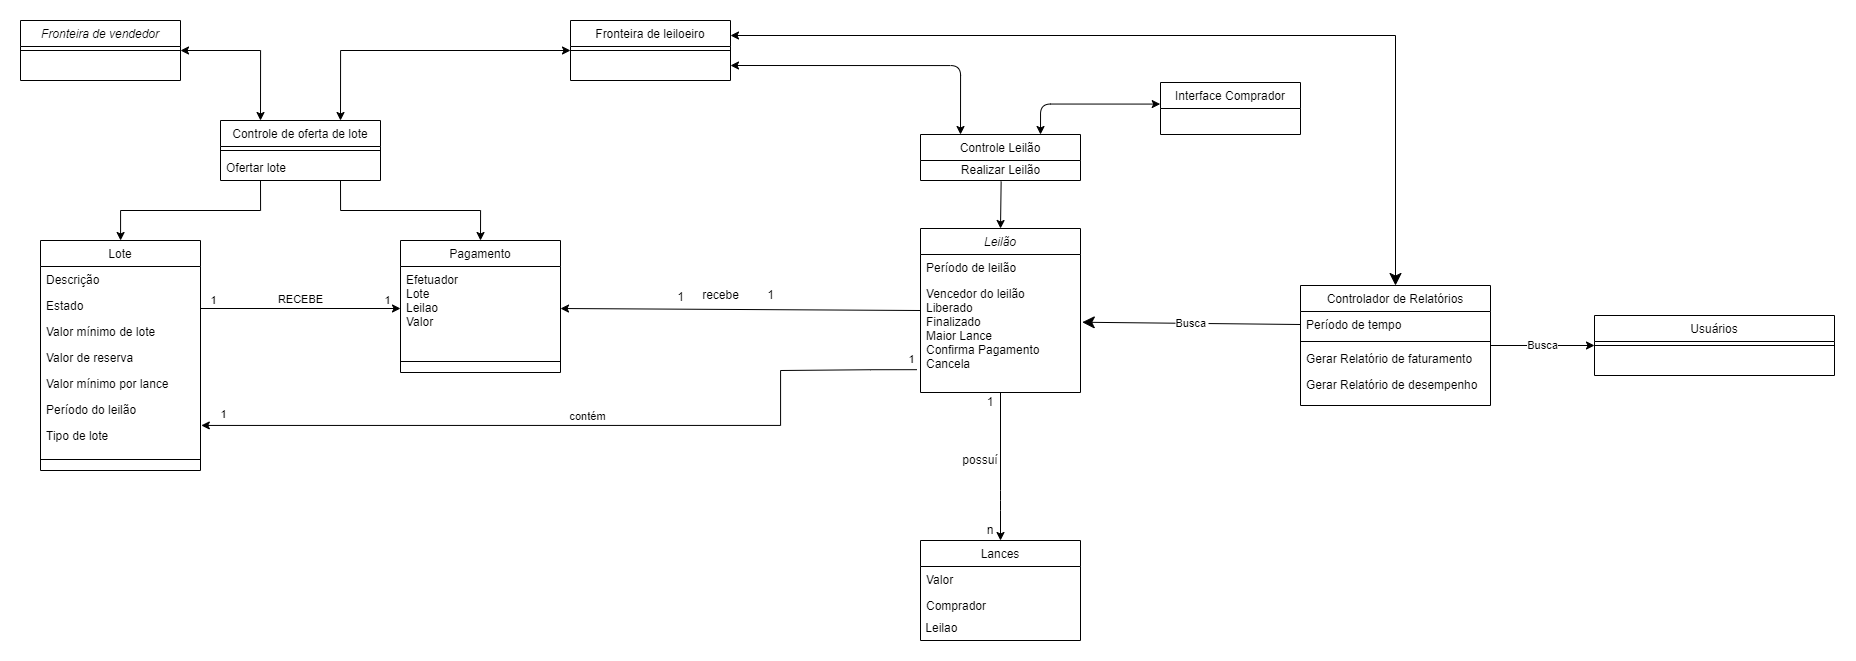 Fronteira de vendedor
Fronteira de leiloeiro
Interface Comprador
Controle de oferta de lote
Ofertar lote
Controle Leilão
Realizar Leilão
Lote
Descrição
Estado
Valor mínimo de lote
Valor de reserva
Valor mínimo por lance
Período do leilão
Tipo de lote
1
RECEBE
1
Pagamento
Efetuador
Lote
Leilao
Valor
1
recebe
1
Leilão
Período de leilão
Vencedor do leilão
Liberado
Finalizado
Maior Lance
Confirma Pagamento
Cancela
1
contém
1
Busca
Controlador de Relatórios
Período de tempo
Gerar Relatório de faturamento
Gerar Relatório de desempenho
Busca
Usuários
1
possuí
n
Lances
Valor
Comprador
Leilao